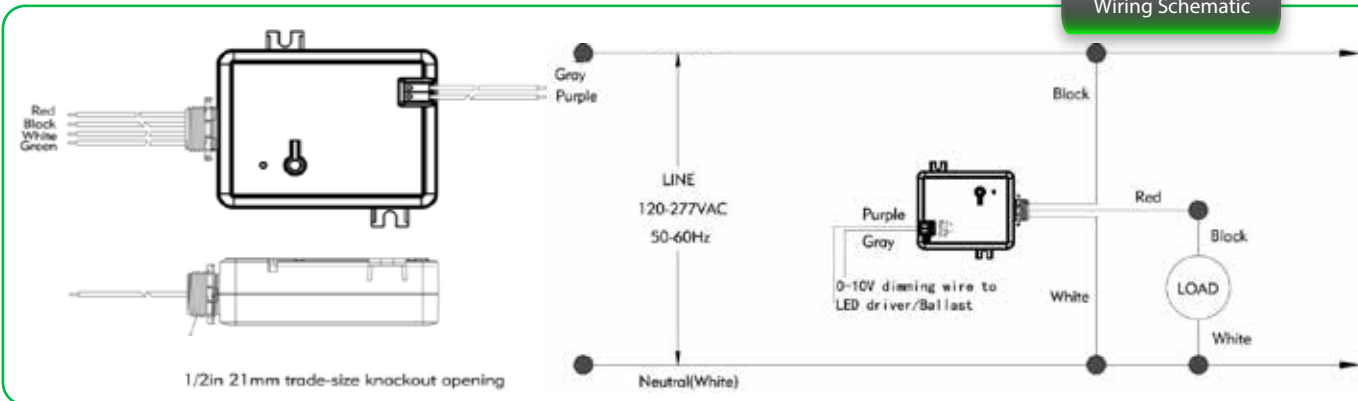 Wiring Schematic
Red
Block
White
Green
Gray
Purple
1/2in 21mm trade-size knockout opening
LINE
120-277VAC
50-60Hz
Neutral(White)
Purple
Gray
0-10V dimming wire to
LED driver/Ballast
Block
White
Red
Block
LOAD
White